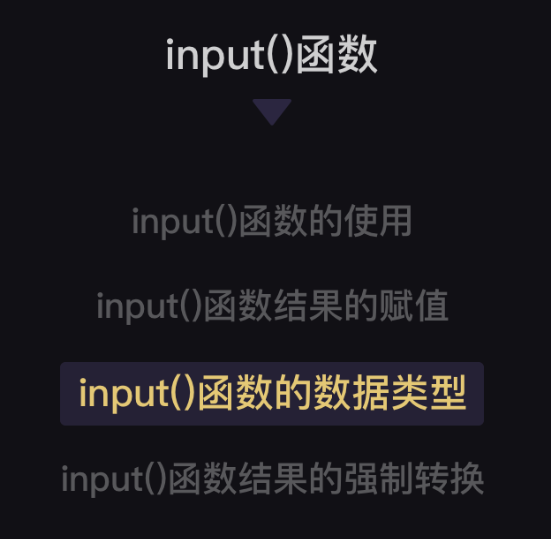 input()函数
input()函数的使用
input()函数结果的赋值
input()函数的数据类型
input()函数结果的强制转换